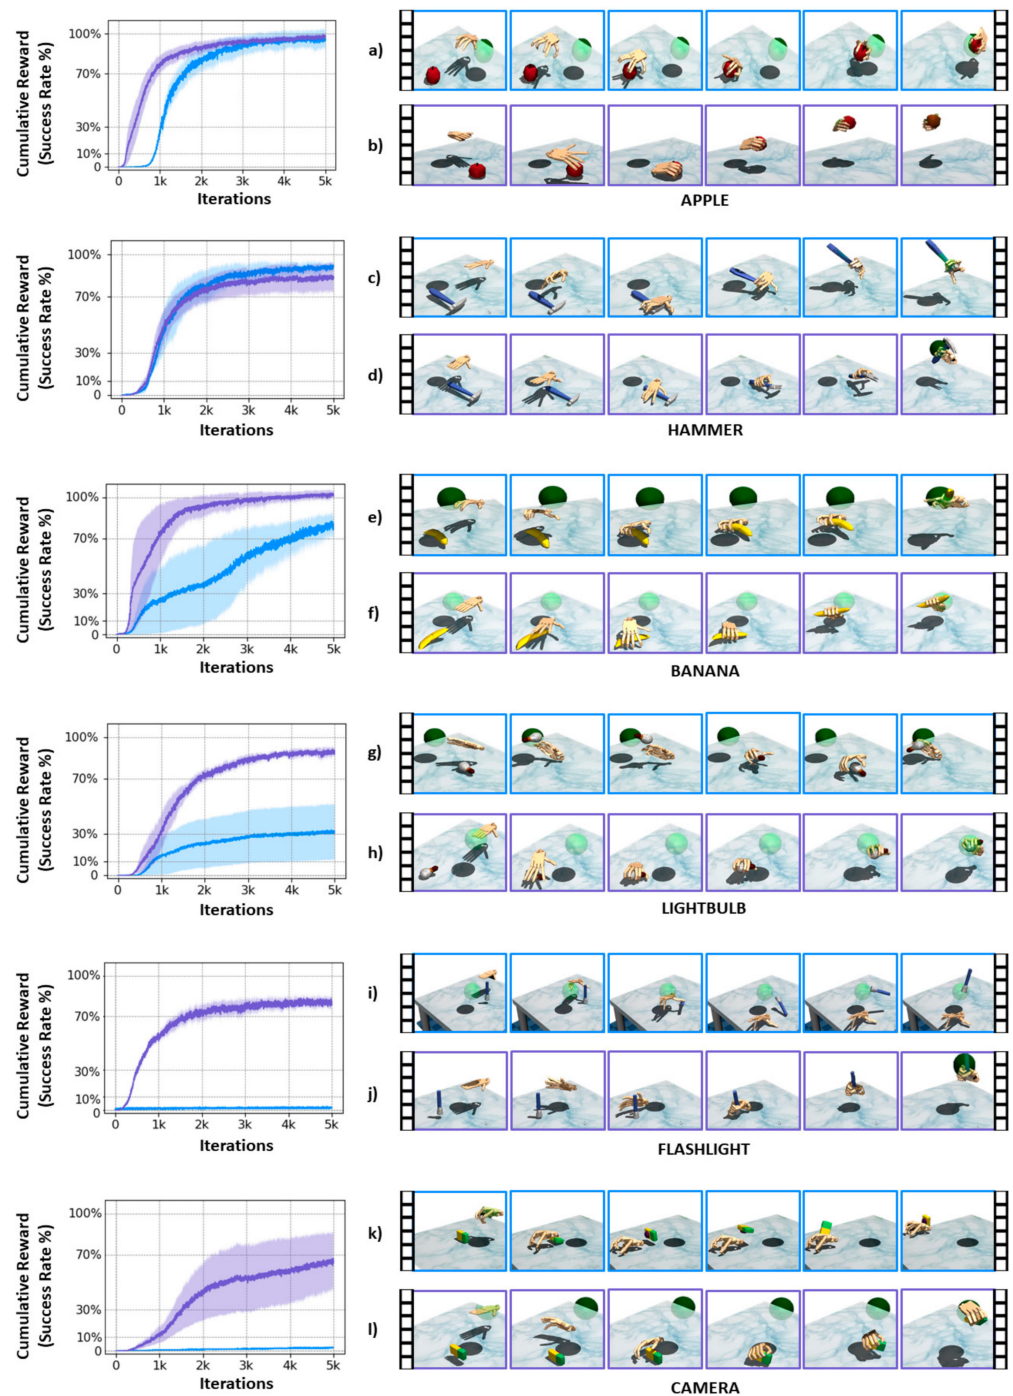 Cumulative Reward
(Success Rate %)
100%
70%
30%
10%
0
0 1k 2k 3k 4k 5k
Iterations
a)
b)
APPLE
Cumulative Reward
(Success Rate %)
100%
70%
30%
10%
0
0 1k 2k 3k 4k 5k
Iterations
c)
d)
HAMMER
Cumulative Reward
(Success Rate %)
100%
70%
30%
10%
0
0 1k 2k 3k 4k 5k
Iterations
e)
f)
BANANA
Cumulative Reward
(Success Rate %)
100%
70%
30%
10%
0
0 1k 2k 3k 4k 5k
Iterations
g)
h)
LIGHTBULB
Cumulative Reward
(Success Rate %)
100%
70%
30%
10%
0
0 1k 2k 3k 4k 5k
Iterations
i)
j)
FLASHLIGHT
Cumulative Reward
(Success Rate %)
100%
70%
30%
10%
0
0 1k 2k 3k 4k 5k
Iterations
k)
l)
CAMERA